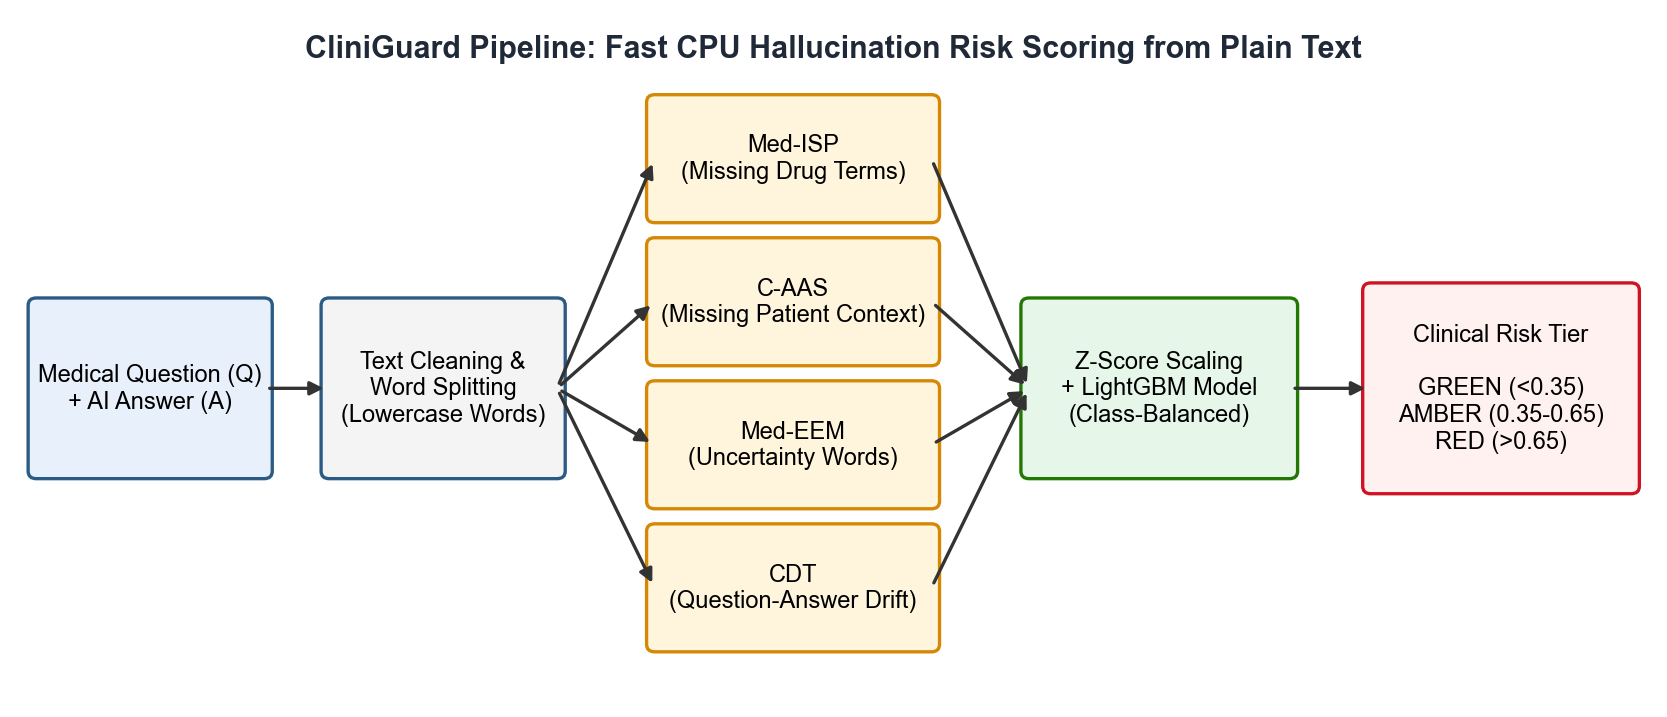 CliniGuard Pipeline: Fast CPU Hallucination Risk Scoring from Plain Text
Medical Question (Q)
+ AI Answer (A)
Text Cleaning &
Word Splitting
(Lowercase Words)
Med-ISP
(Missing Drug Terms)
C-AAS
(Missing Patient Context)
Med-EEM
(Uncertainty Words)
CDT
(Question-Answer Drift)
Z-Score Scaling
+ LightGBM Model
(Class-Balanced)
Clinical Risk Tier
GREEN (<0.35)
AMBER (0.35-0.65)
RED (>0.65)